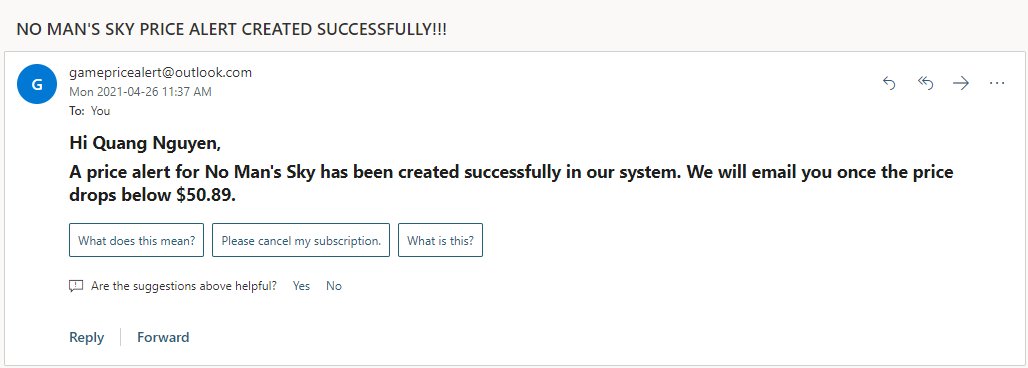 NO MAN'S SKY PRICE ALERT CREATED SUCCESSFULLY!!!
G
gamepricealert@outlook.com
Mon 2021-04-26 11:37 AM
To: You
Hi Quang Nguyen,
A price alert for No Man's Sky has been created successfully in our system. We will email you once the price
drops below $50.89.
What does this mean? Please cancel my subscription. What is this?
Are the suggestions above helpful? Yes No
Reply Forward